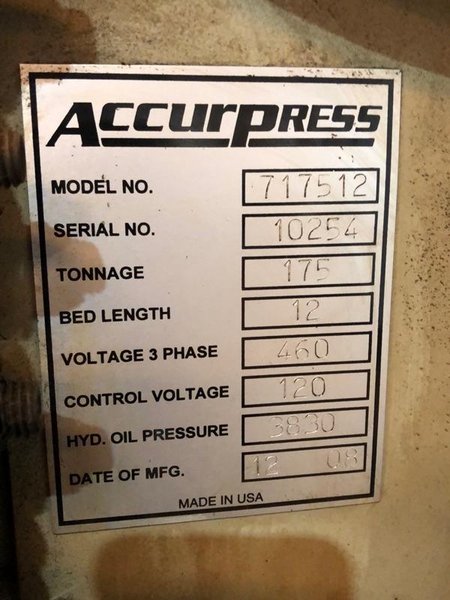 ACCURPRESS
MODEL NO. 717512
SERIAL NO. 10254
TONNAGE 175
BED LENGTH 12
VOLTAGE 3 PHASE 460
CONTROL VOLTAGE 120
HYD. OIL PRESSURE 3830
DATE OF MFG. 12 08
MADE IN USA